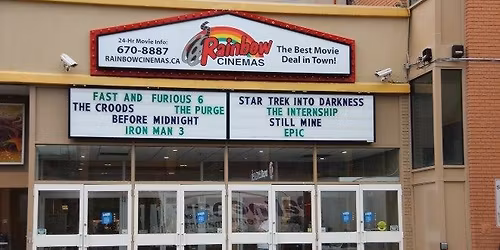 24-Hr Movie Info:
670-8887
RAINBOWCINEMAS.CA
Rainbow
CINEMAS
The Best Movie
Deal in Town!
FAST AND FURIOUS 6
THE CROODS THE PURGE
BEFORE MIDNIGHT
IRON MAN 3
STAR TREK INTO DARKNESS
THE INTERNSHIP
STILL MINE
EPIC